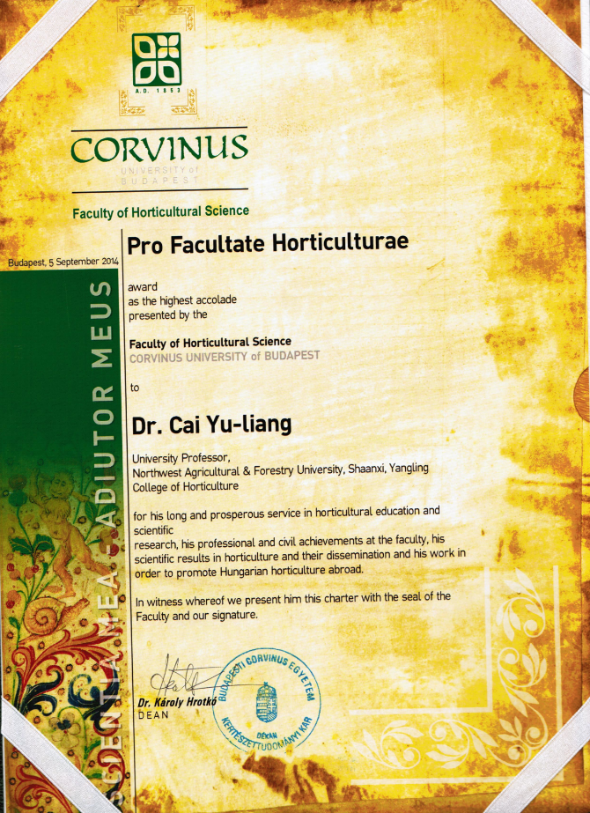 A.D. 1853
CORVINUS
UNIVERSITY of
BUDAPEST
Faculty of Horticultural Science
Budapest, 5 September 2014
Pro Facultate Horticulturae
award
as the highest accolade
presented by the
Faculty of Horticultural Science
CORVINUS UNIVERSITY of BUDAPEST
to
Dr. Cai Yu-liang
University Professor,
Northwest Agricultural & Forestry University, Shaanxi, Yangling
College of Horticulture
for his long and prosperous service in horticultural education and
scientific
research, his professional and civil achievements at the faculty, his
scientific results in horticulture and their dissemination and his work in
order to promote Hungarian horticulture abroad.
In witness whereof we present him this charter with the seal of the
Faculty and our signature.
Dr. Károly Hrotkó
DEAN
BUDAPESTI CORVINUS EGYETEM
DÉKÁN
KERTÉSZETTUDOMÁNYI KAR
SCIENTIA MEA - ADIUTOR MEUS